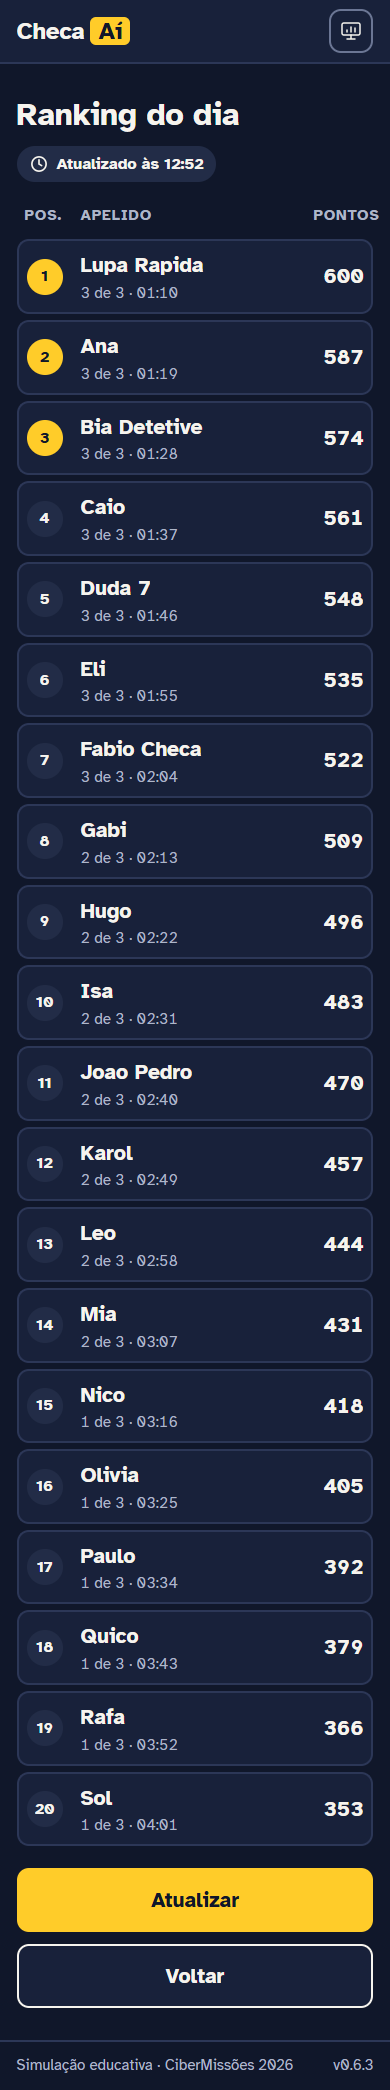 Checa Aí
Ranking do dia
Atualizado às 12:52
POS. APELIDO PONTOS
1 Lupa Rapida 600
3 de 3 · 01:10
2 Ana 587
3 de 3 · 01:19
3 Bia Detetive 574
3 de 3 · 01:28
4 Caio 561
3 de 3 · 01:37
5 Duda 7 548
3 de 3 · 01:46
6 Eli 535
3 de 3 · 01:55
7 Fabio Checa 522
3 de 3 · 02:04
8 Gabi 509
2 de 3 · 02:13
9 Hugo 496
2 de 3 · 02:22
10 Isa 483
2 de 3 · 02:31
11 Joao Pedro 470
2 de 3 · 02:40
12 Karol 457
2 de 3 · 02:49
13 Leo 444
2 de 3 · 02:58
14 Mia 431
2 de 3 · 03:07
15 Nico 418
1 de 3 · 03:16
16 Olivia 405
1 de 3 · 03:25
17 Paulo 392
1 de 3 · 03:34
18 Quico 379
1 de 3 · 03:43
19 Rafa 366
1 de 3 · 03:52
20 Sol 353
1 de 3 · 04:01
Atualizar
Voltar
Simulação educativa · CiberMissões 2026 v0.6.3